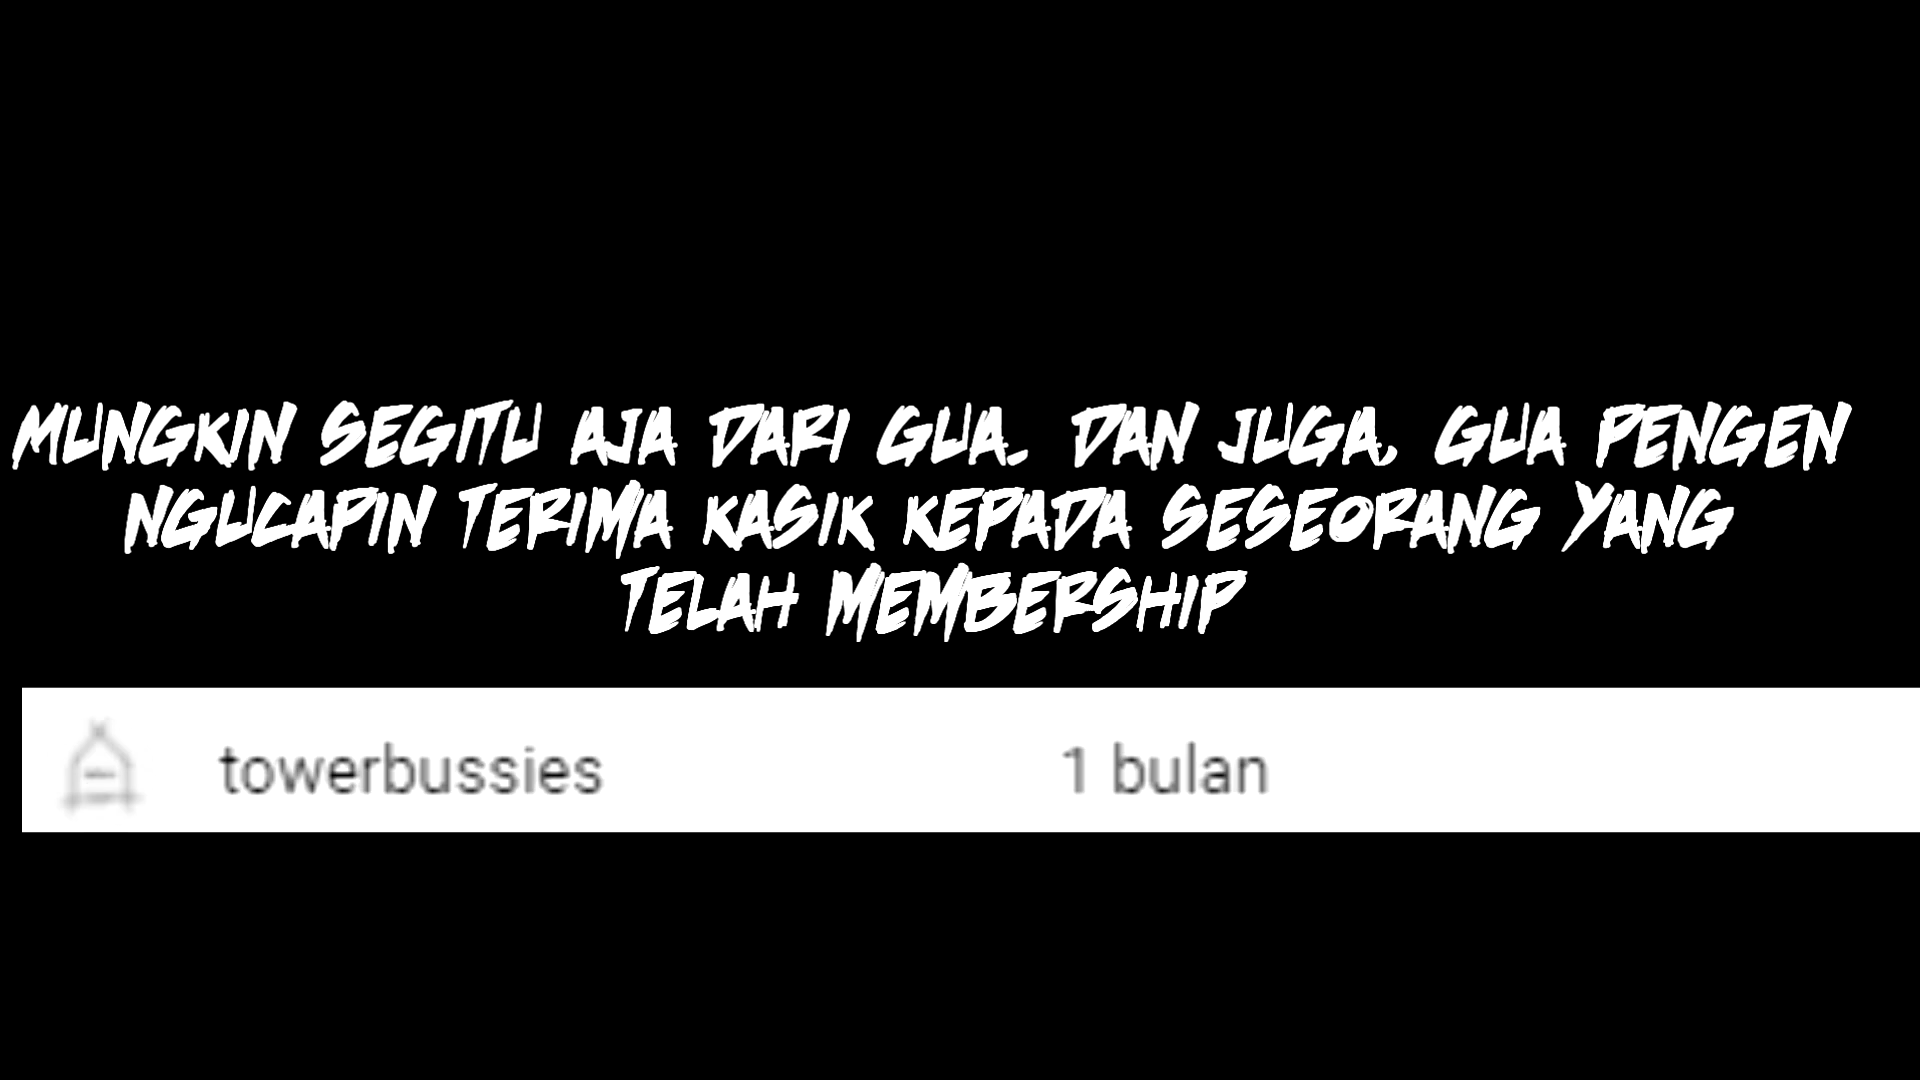 MUNGKIN SEGITU AJA DARI GUA. DAN JUGA, GUA PENGEN
NGUCAPIN TERIMA KASIK KEPADA SESEORANG YANG
TELAH MEMBERSHIP
towerbussies 1 bulan